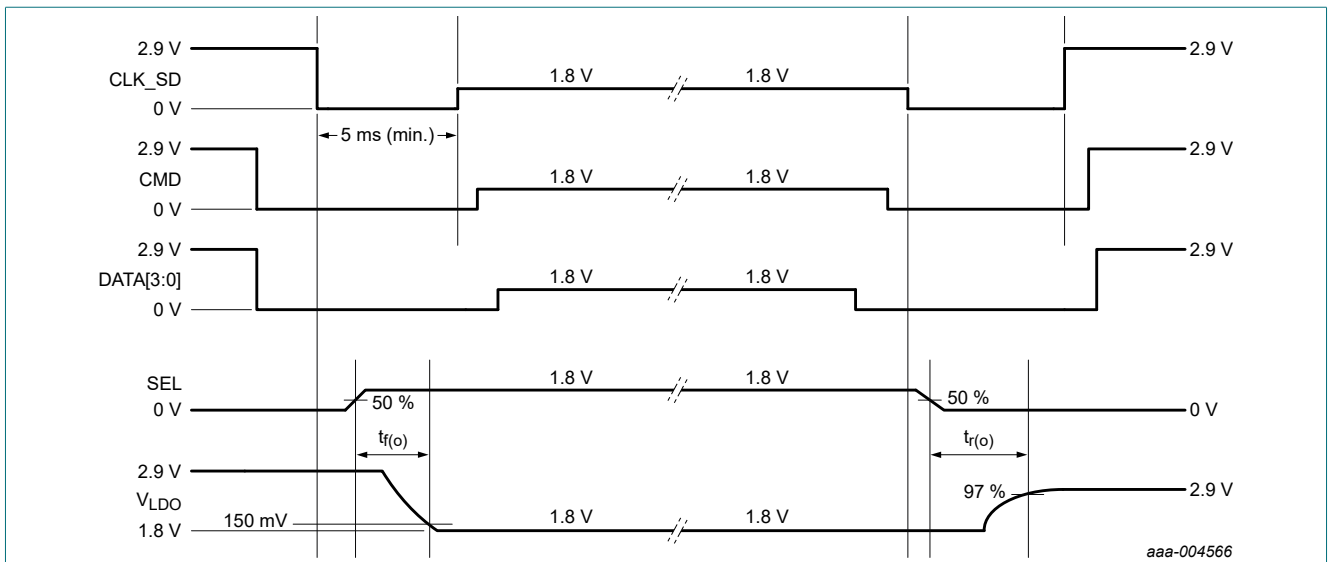 2.9 V
2.9 V
CLK_SD
1.8 V
1.8 V
0 V
5 ms (min.)
2.9 V
2.9 V
CMD
1.8 V
1.8 V
0 V
2.9 V
2.9 V
DATA[3:0]
1.8 V
1.8 V
0 V
SEL
1.8 V
1.8 V
0 V
50 %
50 %
0 V
tf(o)
tr(o)
2.9 V
VLDO
97 %
2.9 V
150 mV
1.8 V
1.8 V
1.8 V
aaa-004566